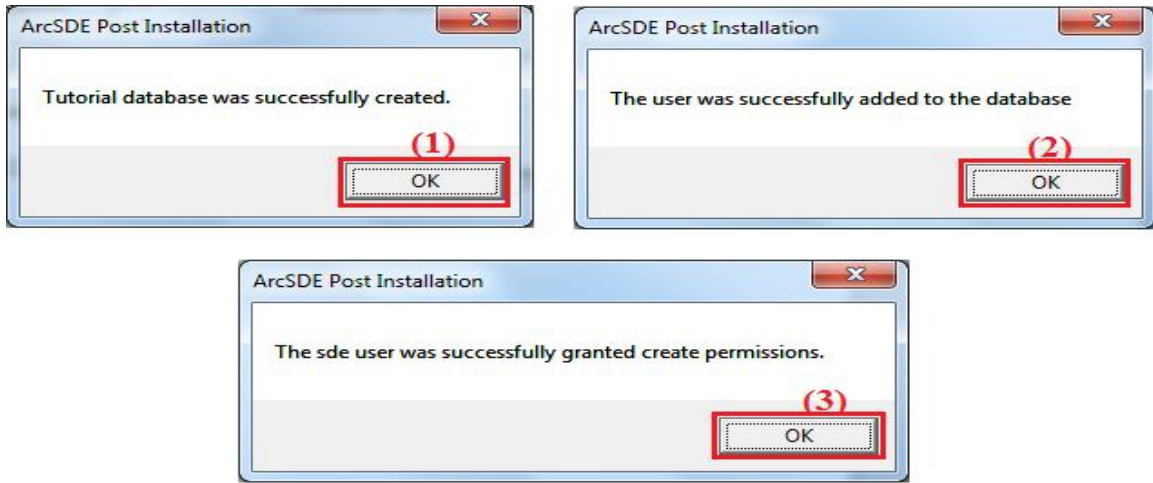 ArcSDE Post Installation
Tutorial database was successfully created.
(1)
OK
ArcSDE Post Installation
The user was successfully added to the database
(2)
OK
ArcSDE Post Installation
The sde user was successfully granted create permissions.
(3)
OK